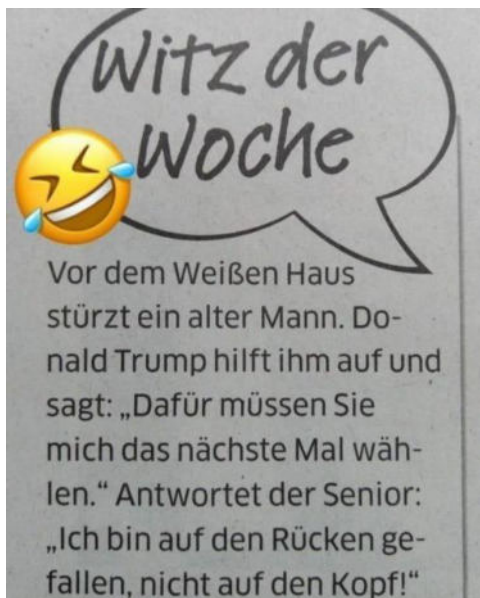 Witz der
Woche
Vor dem Weißen Haus
stürzt ein alter Mann. Do-
nald Trump hilft ihm auf und
sagt: „Dafür müssen Sie
mich das nächste Mal wäh-
len.“ Antwortet der Senior:
„Ich bin auf den Rücken ge-
fallen, nicht auf den Kopf!“